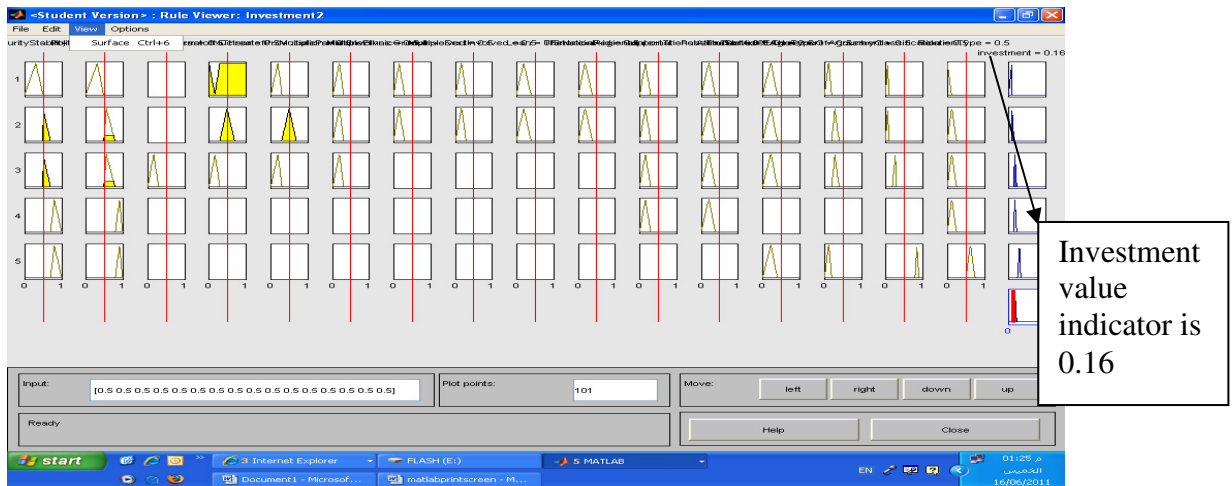 <Student Version> : Rule Viewer: Investment2
File Edit View Options
Surface Ctrl+6
= 0.5
investment = 0.16
1
2
3
4
5
0 1 0 1 0 1 0 1 0 1 0 1 0 1 0 1 0 1 0 1 0 1 0 1 0 1 0 1 0 1 0 1
0
Investment
value
indicator is
0.16
Input: [0.5 0.5 0.5 0.5 0.5 0.5 0.5 0.5 0.5 0.5 0.5 0.5 0.5 0.5 0.5 0.5] Plot points: 101 Move: left right down up
Ready Help Close
start 3 Internet Explorer FLASH (E:) 5 MATLAB EN 01:25 م
Document1 - Microsof... matlabprintscreen - M... الخميس
16/06/2011